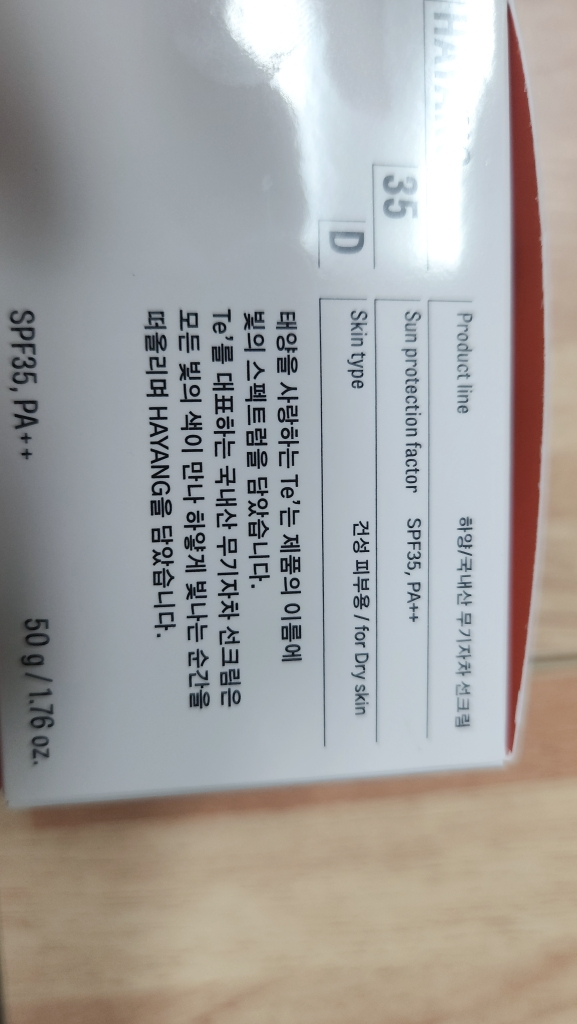 35
D
Product line 하양/국내산 무기자차 선크림
Sun protection factor SPF35, PA++
Skin type 건성 피부용 / for Dry skin
태양을 사랑하는 Te’는 제품의 이름에
빛의 스펙트럼을 담았습니다.
Te’를 대표하는 국내산 무기자차 선크림은
모든 빛의 색이 만나 하얗게 빛나는 순간을
떠올리며 HAYANG을 담았습니다.
SPF35, PA++ 50 g / 1.76 oz.